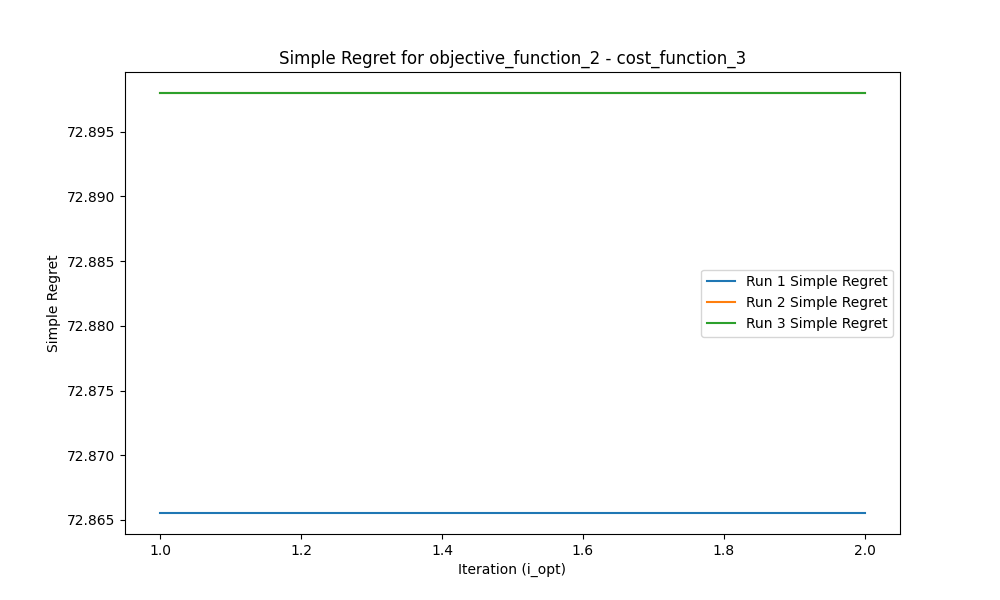 Simple Regret for objective_function_2 - cost_function_3
72.895
72.890
72.885
72.880
72.875
72.870
72.865
Simple Regret
Run 1 Simple Regret
Run 2 Simple Regret
Run 3 Simple Regret
1.0 1.2 1.4 1.6 1.8 2.0
Iteration (i_opt)